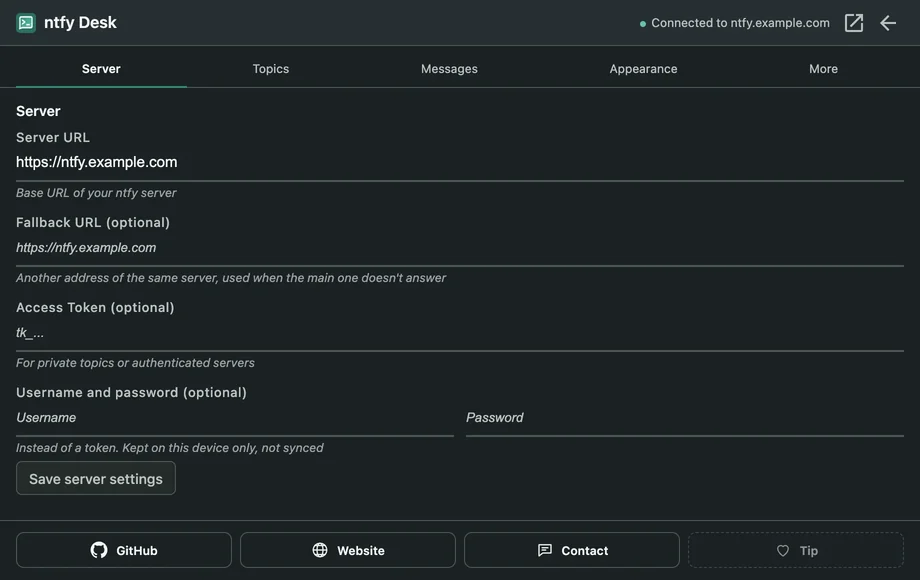 ntfy Desk
Connected to ntfy.example.com
Server Topics Messages Appearance More
Server
Server URL
https://ntfy.example.com
Base URL of your ntfy server
Fallback URL (optional)
https://ntfy.example.com
Another address of the same server, used when the main one doesn't answer
Access Token (optional)
tk_...
For private topics or authenticated servers
Username and password (optional)
Username Password
Instead of a token. Kept on this device only, not synced
Save server settings
GitHub Website Contact Tip